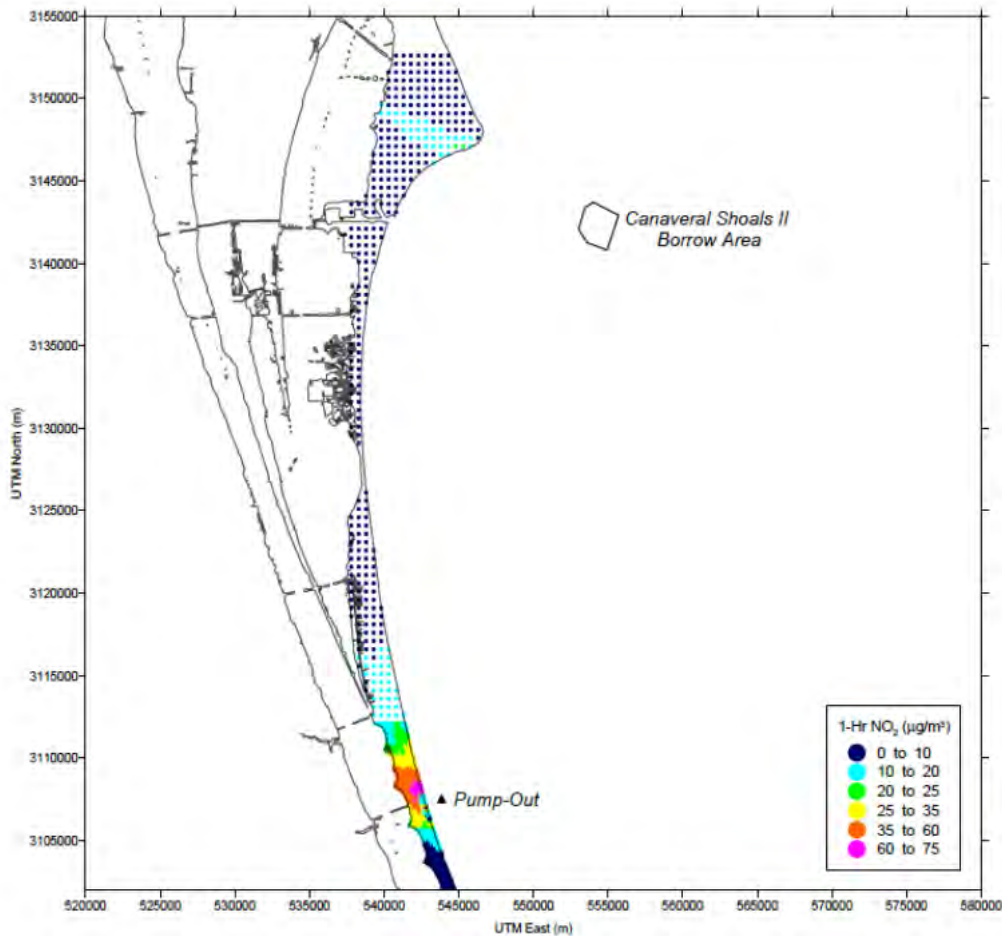 3155000
3150000
3145000
3140000
3135000
3130000
3125000
3120000
3115000
3110000
3105000
UTM North (m)
Canaveral Shoals II
Borrow Area
Pump-Out
1-Hr NO₂ (µg/m³)
0 to 10
10 to 20
20 to 25
25 to 35
35 to 60
60 to 75
520000 525000 530000 535000 540000 545000 550000 555000 560000 565000 570000 575000 580000
UTM East (m)